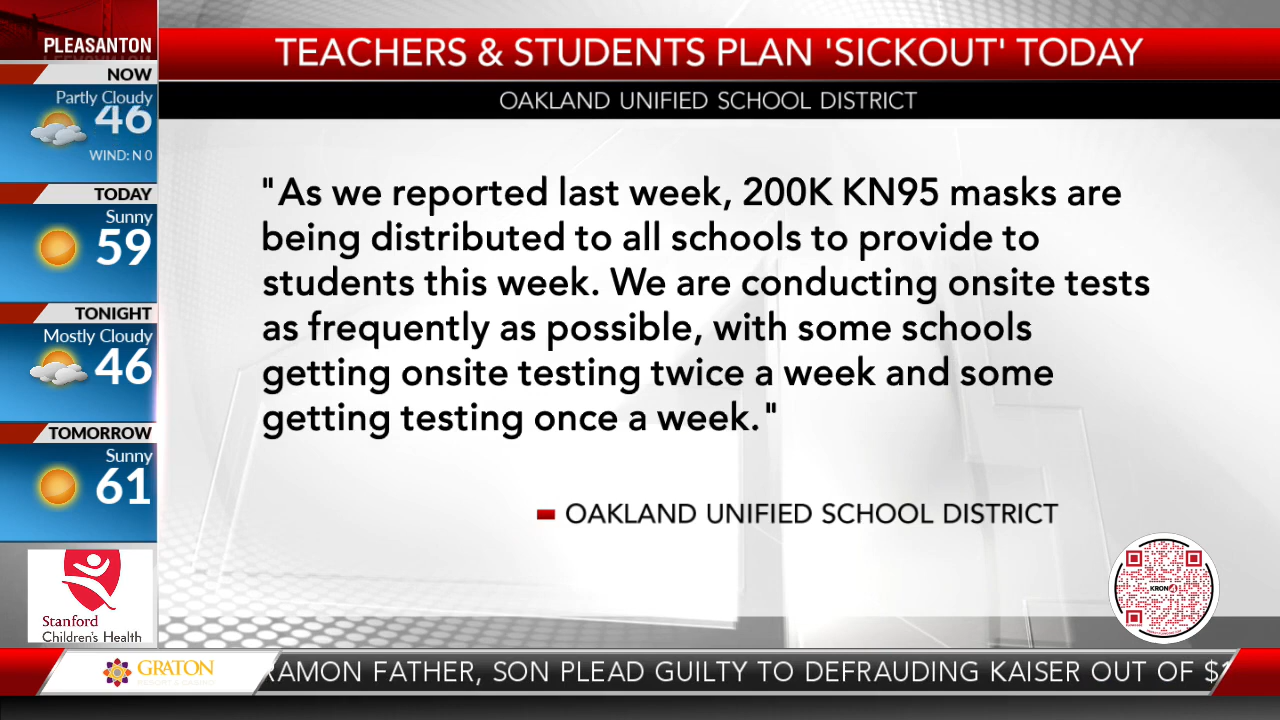 PLEASANTON
NOW
Partly Cloudy
46
WIND: N 0
TODAY
Sunny
59
TONIGHT
Mostly Cloudy
46
TOMORROW
Sunny
61
Stanford
Children's Health
TEACHERS & STUDENTS PLAN 'SICKOUT' TODAY
OAKLAND UNIFIED SCHOOL DISTRICT
"As we reported last week, 200K KN95 masks are
being distributed to all schools to provide to
students this week. We are conducting onsite tests
as frequently as possible, with some schools
getting onsite testing twice a week and some
getting testing once a week."
OAKLAND UNIFIED SCHOOL DISTRICT
KRON4
GRATON
RAMON FATHER, SON PLEAD GUILTY TO DEFRAUDING KAISER OUT OF $